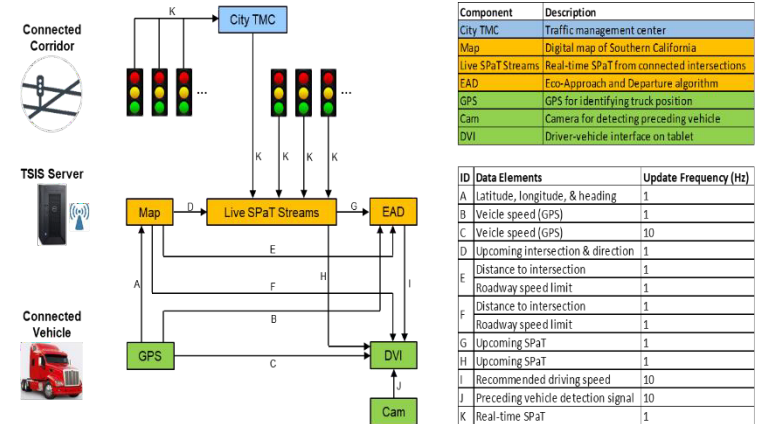 Connected
Corridor
K
City TMC
...
...
K
K
K
K
TSIS Server
Map
D
Live SPaT Streams
G
EAD
E
A
H
I
F
B
Connected
Vehicle
GPS
C
DVI
J
Cam
Component Description
City TMC Traffic management center
Map Digital map of Southern California
Live SPaT Streams Real-time SPaT from connected intersections
EAD Eco-Approach and Departure algorithm
GPS GPS for identifying truck position
Cam Camera for detecting preceding vehicle
DVI Driver-vehicle interface on tablet
ID Data Elements Update Frequency (Hz)
A Latitude, longitude, & heading 1
B Veicle speed (GPS) 1
C Veicle speed (GPS) 10
D Upcoming intersection & direction 1
E Distance to intersection 1
Roadway speed limit 1
F Distance to intersection 1
Roadway speed limit 1
G Upcoming SPaT 1
H Upcoming SPaT 1
I Recommended driving speed 10
J Preceding vehicle detection signal 10
K Real-time SPaT 1